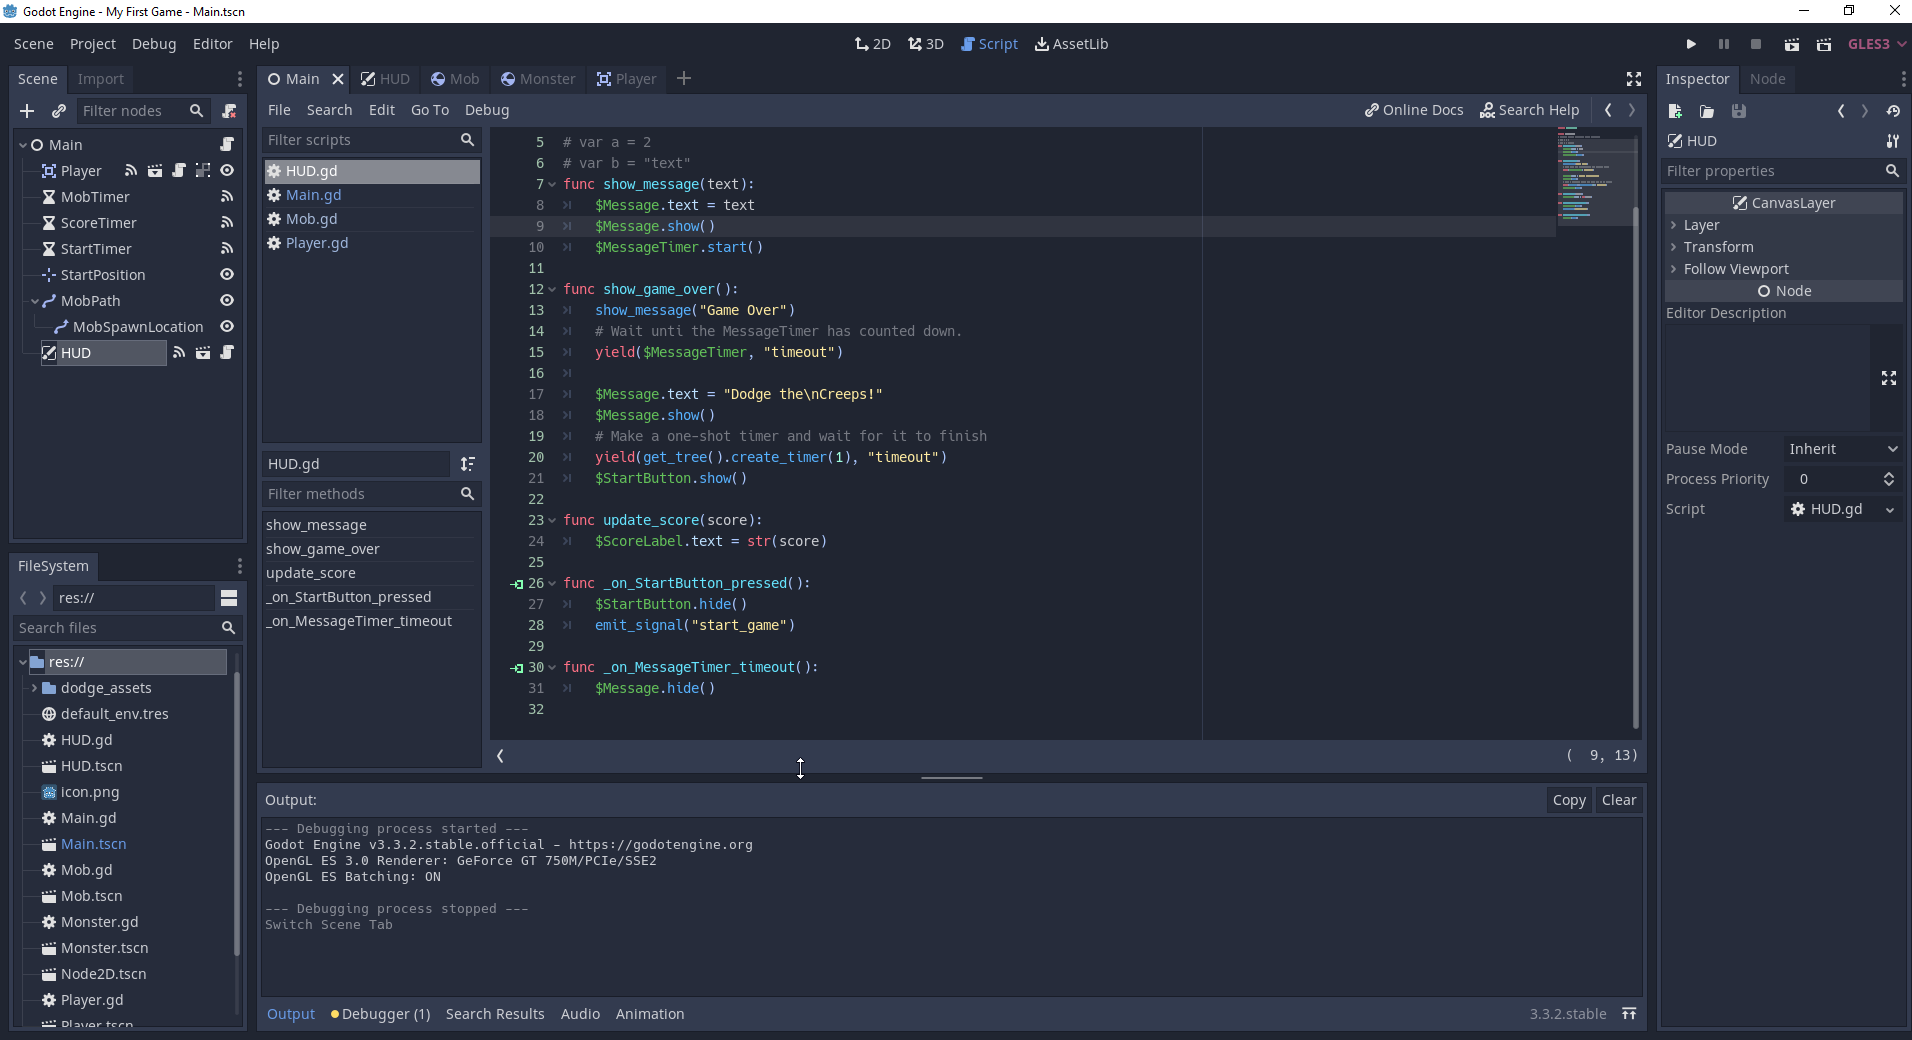 Godot Engine - My First Game - Main.tscn
Scene Project Debug Editor Help
2D 3D Script AssetLib
GLES3
Scene Import
Filter nodes
Main
Player
MobTimer
ScoreTimer
StartTimer
StartPosition
MobPath
MobSpawnLocation
HUD
FileSystem
res://
Search files
res://
dodge_assets
default_env.tres
HUD.gd
HUD.tscn
icon.png
Main.gd
Main.tscn
Mob.gd
Mob.tscn
Monster.gd
Monster.tscn
Node2D.tscn
Player.gd
Player.tscn
Main HUD Mob Monster Player
File Search Edit Go To Debug
Online Docs Search Help
Filter scripts
HUD.gd
Main.gd
Mob.gd
Player.gd
HUD.gd
Filter methods
show_message
show_game_over
update_score
_on_StartButton_pressed
_on_MessageTimer_timeout
5 # var a = 2
6 # var b = "text"
7 func show_message(text):
8 $Message.text = text
9 $Message.show()
10 $MessageTimer.start()
11
12 func show_game_over():
13 show_message("Game Over")
14 # Wait unti the MessageTimer has counted down.
15 yield($MessageTimer, "timeout")
16
17 $Message.text = "Dodge the\nCreeps!"
18 $Message.show()
19 # Make a one-shot timer and wait for it to finish
20 yield(get_tree().create_timer(1), "timeout")
21 $StartButton.show()
22
23 func update_score(score):
24 $ScoreLabel.text = str(score)
25
26 func _on_StartButton_pressed():
27 $StartButton.hide()
28 emit_signal("start_game")
29
30 func _on_MessageTimer_timeout():
31 $Message.hide()
32
( 9, 13)
Output:
Copy Clear
--- Debugging process started ---
Godot Engine v3.3.2.stable.official - https://godotengine.org
OpenGL ES 3.0 Renderer: GeForce GT 750M/PCIe/SSE2
OpenGL ES Batching: ON
--- Debugging process stopped ---
Switch Scene Tab
Output Debugger (1) Search Results Audio Animation
3.3.2.stable
Inspector Node
HUD
Filter properties
CanvasLayer
Layer
Transform
Follow Viewport
Node
Editor Description
Pause Mode Inherit
Process Priority 0
Script HUD.gd